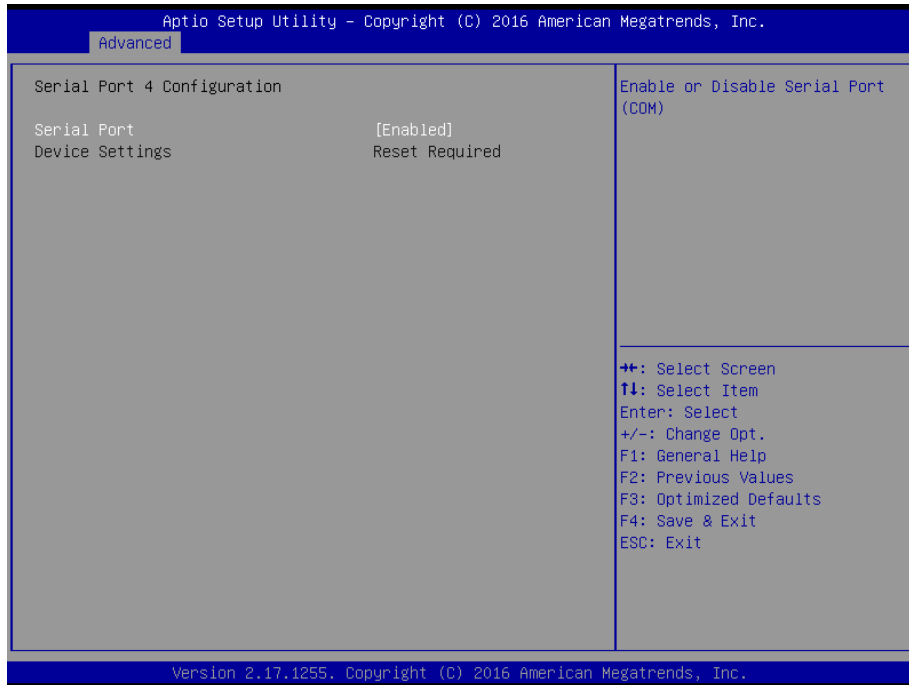 Aptio Setup Utility – Copyright (C) 2016 American Megatrends, Inc.
Advanced
Serial Port 4 Configuration
Serial Port [Enabled]
Device Settings Reset Required
Enable or Disable Serial Port
(COM)
→←: Select Screen
↑↓: Select Item
Enter: Select
+/-: Change Opt.
F1: General Help
F2: Previous Values
F3: Optimized Defaults
F4: Save & Exit
ESC: Exit
Version 2.17.1255. Copyright (C) 2016 American Megatrends, Inc.